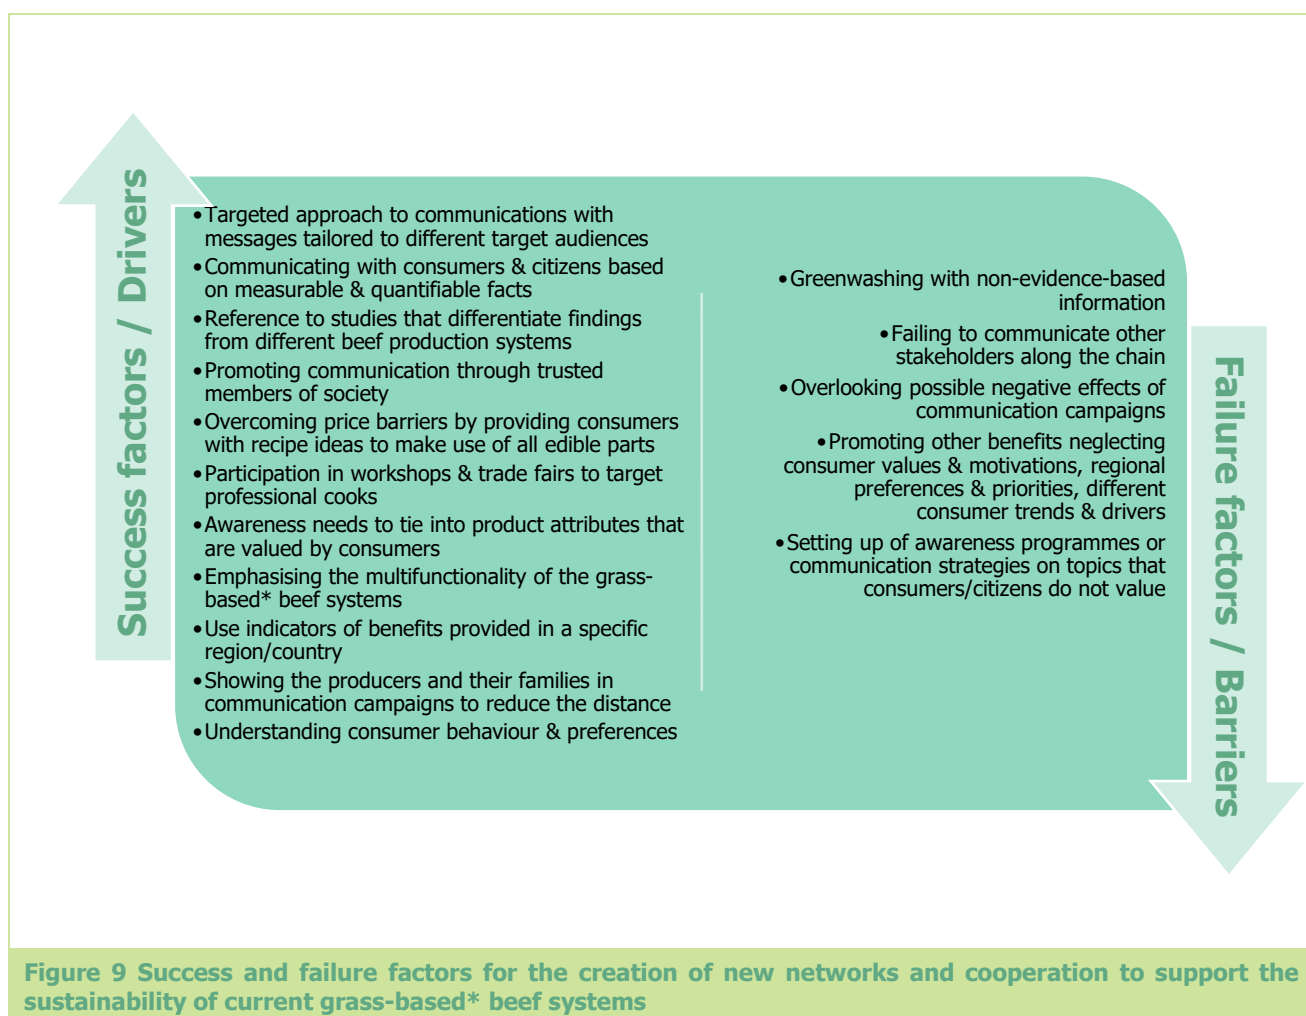 Success factors / Drivers
•Targeted approach to communications with
messages tailored to different target audiences
•Communicating with consumers & citizens based
on measurable & quantifiable facts
•Reference to studies that differentiate findings
from different beef production systems
•Promoting communication through trusted
members of society
•Overcoming price barriers by providing consumers
with recipe ideas to make use of all edible parts
•Participation in workshops & trade fairs to target
professional cooks
•Awareness needs to tie into product attributes that
are valued by consumers
•Emphasising the multifunctionality of the grass-
based* beef systems
•Use indicators of benefits provided in a specific
region/country
•Showing the producers and their families in
communication campaigns to reduce the distance
•Understanding consumer behaviour & preferences
•Greenwashing with non-evidence-based
information
•Failing to communicate other
stakeholders along the chain
•Overlooking possible negative effects of
communication campaigns
•Promoting other benefits neglecting
consumer values & motivations, regional
preferences & priorities, different
consumer trends & drivers
•Setting up of awareness programmes or
communication strategies on topics that
consumers/citizens do not value
Failure factors / Barriers
Figure 9 Success and failure factors for the creation of new networks and cooperation to support the
sustainability of current grass-based* beef systems